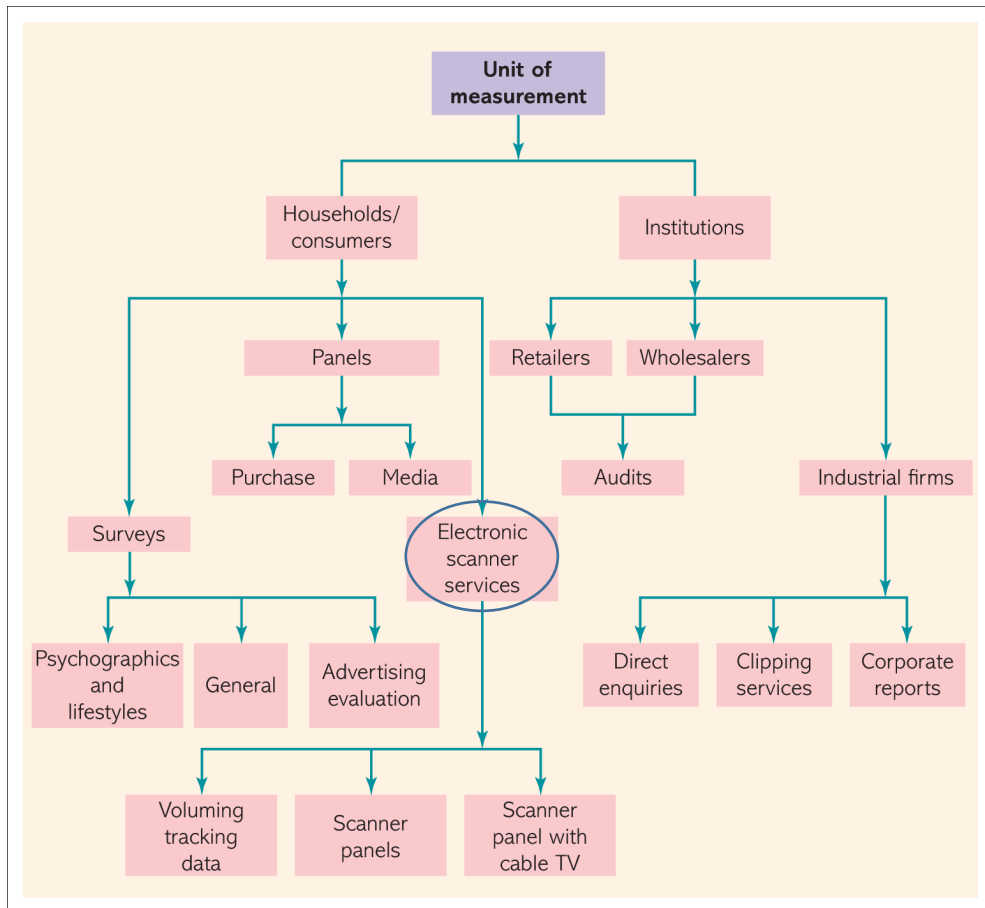 Unit of
measurement
Households/
consumers
Institutions
Panels
Retailers
Wholesalers
Purchase
Media
Audits
Industrial firms
Surveys
Electronic
scanner
services
Psychographics
and
lifestyles
General
Advertising
evaluation
Direct
enquiries
Clipping
services
Corporate
reports
Voluming
tracking
data
Scanner
panels
Scanner
panel with
cable TV